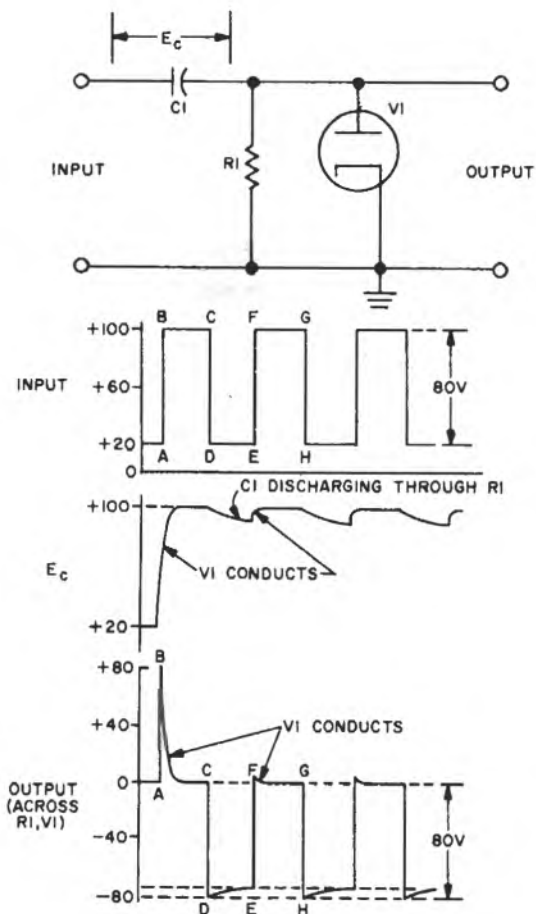 Ec
C1
V1
R1
INPUT
OUTPUT
B C F G
+100
INPUT
+60
80V
+20
A D E H
0
C1 DISCHARGING THROUGH R1
+100
Ec
V1 CONDUCTS
+20
B
+80
+40
V1 CONDUCTS
C F G
OUTPUT
(ACROSS
R1,V1)
0
A
-40
80V
-80
D E H